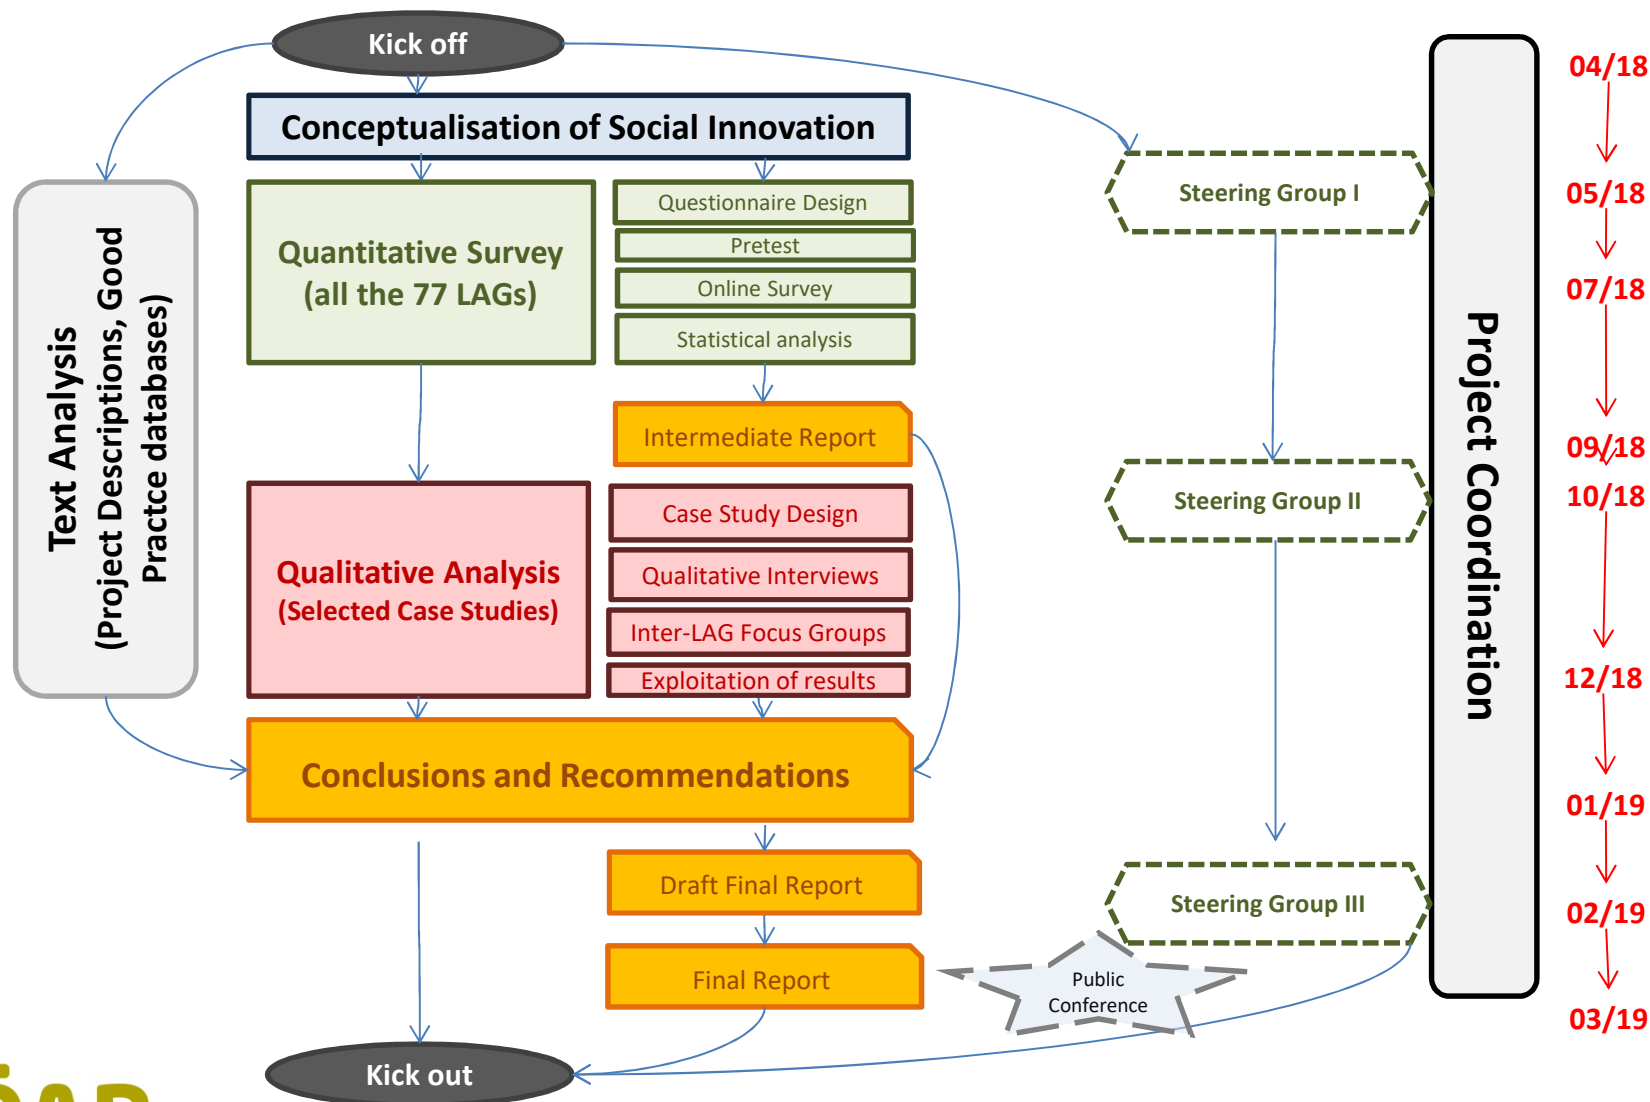 Kick off
Conceptualisation of Social Innovation
Text Analysis
(Project Descriptions, Good
Practce databases)
Quantitative Survey
(all the 77 LAGs)
Questionnaire Design
Pretest
Online Survey
Statistical analysis
Intermediate Report
Qualitative Analysis
(Selected Case Studies)
Case Study Design
Qualitative Interviews
Inter-LAG Focus Groups
Exploitation of results
Conclusions and Recommendations
Draft Final Report
Final Report
Kick out
Steering Group I
Steering Group II
Steering Group III
Public
Conference
Project Coordination
04/18
05/18
07/18
09/18
10/18
12/18
01/19
02/19
03/19